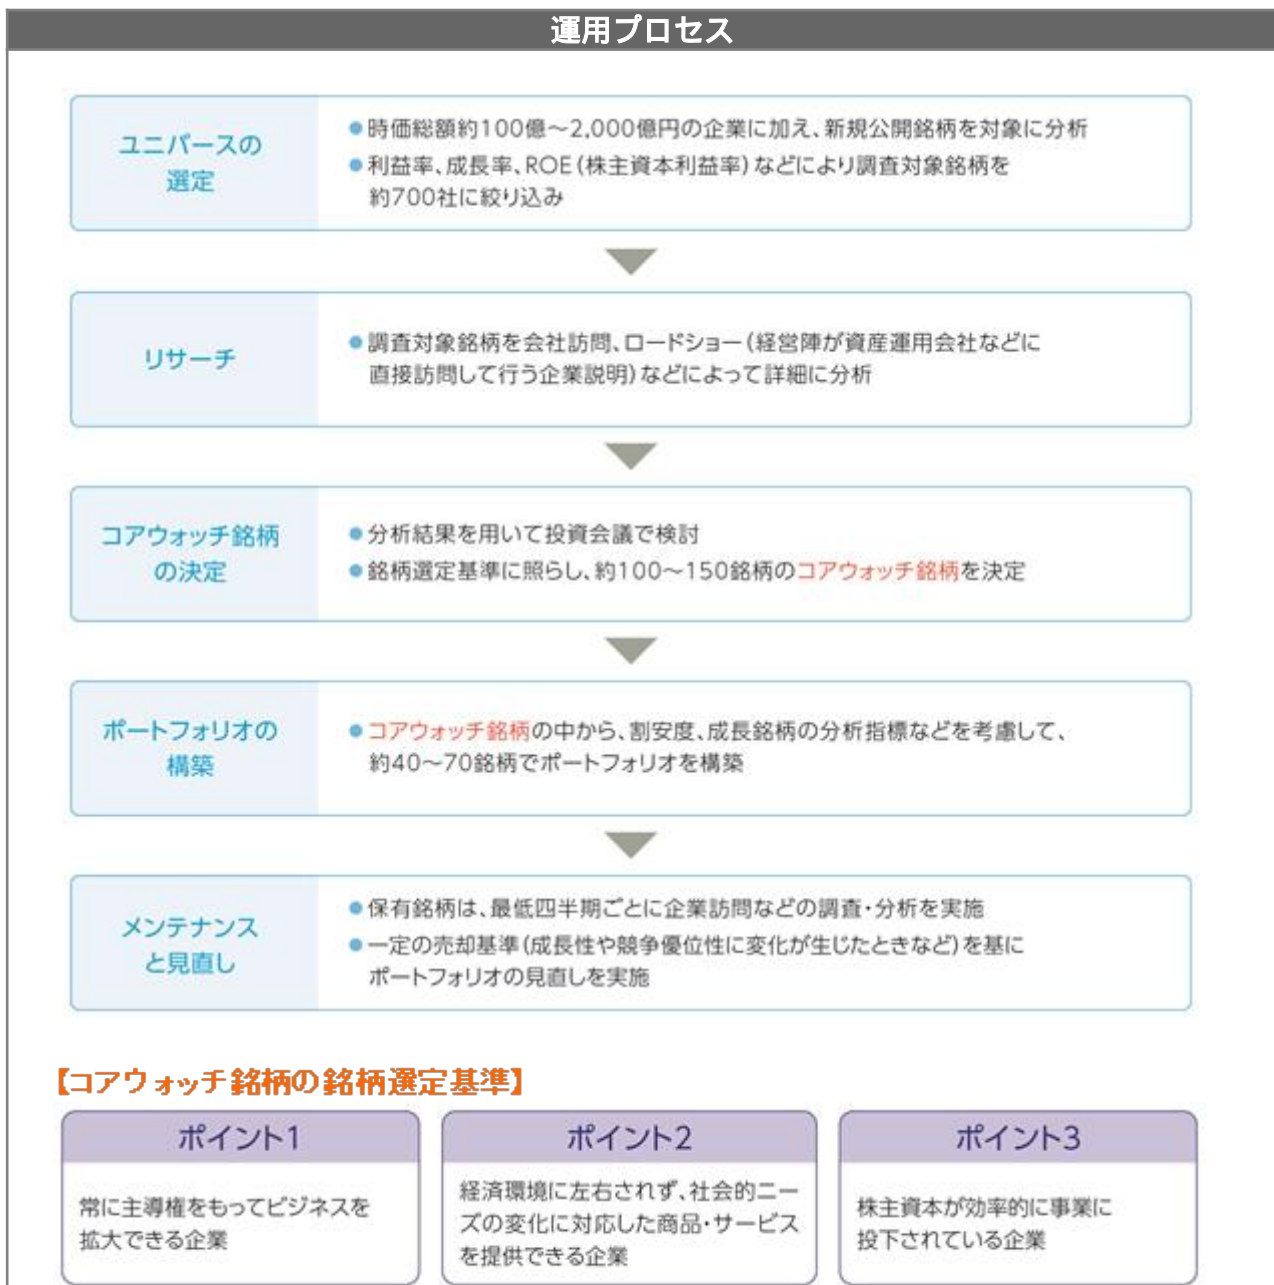 運用プロセス
ユニバースの
選定
●時価総額約100億～2,000億円の企業に加え、新規公開銘柄を対象に分析
●利益率、成長率、ROE（株主資本利益率）などにより調査対象銘柄を
約700社に絞り込み
リサーチ
●調査対象銘柄を会社訪問、ロードショー（経営陣が資産運用会社などに
直接訪問して行う企業説明）などによって詳細に分析
コアウォッチ銘柄
の決定
●分析結果を用いて投資会議で検討
●銘柄選定基準に照らし、約100～150銘柄のコアウォッチ銘柄を決定
ポートフォリオの
構築
●コアウォッチ銘柄の中から、割安度、成長銘柄の分析指標などを考慮して、
約40～70銘柄でポートフォリオを構築
メンテナンス
と見直し
●保有銘柄は、最低四半期ごとに企業訪問などの調査・分析を実施
●一定の売却基準（成長性や競争優位性に変化が生じたときなど）を基に
ポートフォリオの見直しを実施
【コアウォッチ銘柄の銘柄選定基準】
ポイント1
常に主導権をもってビジネスを
拡大できる企業
ポイント2
経済環境に左右されず、社会的ニー
ズの変化に対応した商品・サービス
を提供できる企業
ポイント3
株主資本が効率的に事業に
投下されている企業